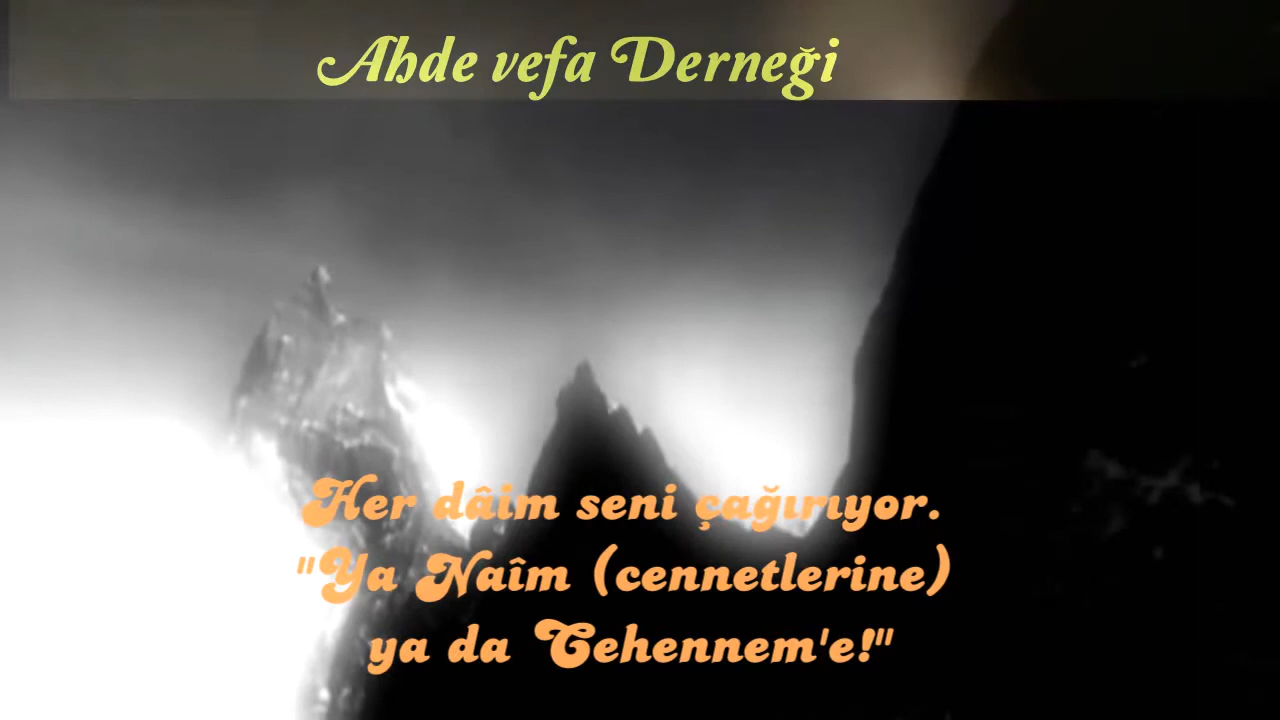 Ahde vefa Derneği
Her dâim seni çağırıyor.
"Ya Naîm (cennetlerine)
ya da Cehennem'e!"